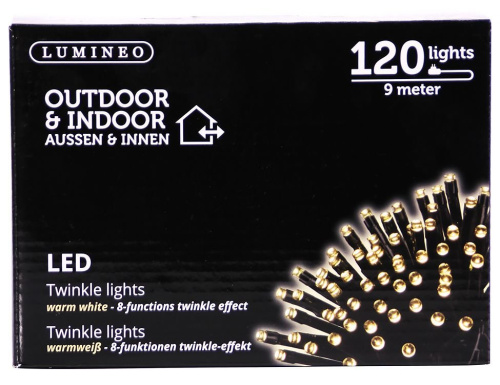 LUMINEO
120 lights
9 meter
OUTDOOR
& INDOOR
AUSSEN & INNEN
LED
Twinkle lights
warm white - 8-functions twinkle effect
Twinkle lights
warmweiß - 8-funktionen twinkle-effekt